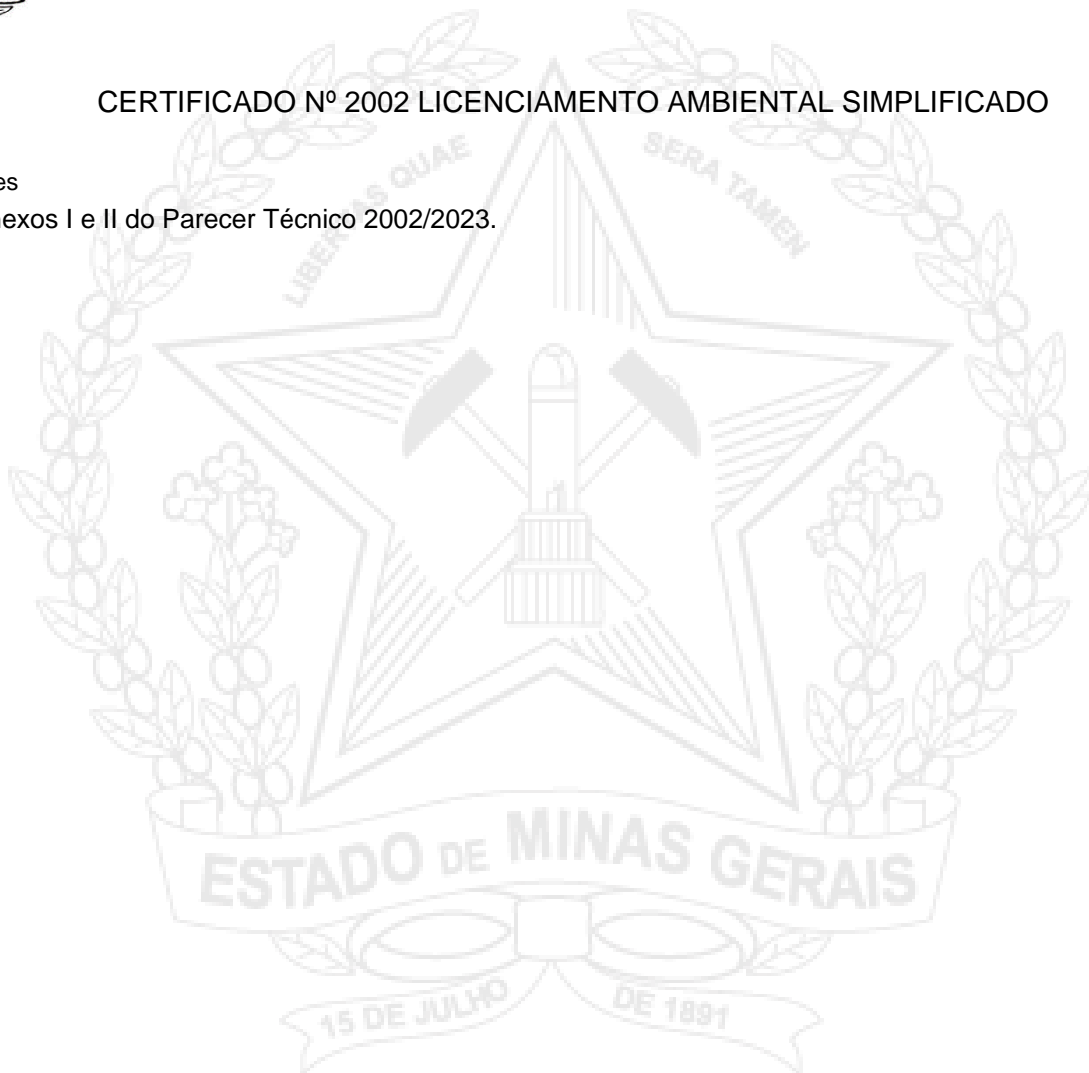 CERTIFICADO Nº 2002 LICENCIAMENTO AMBIENTAL SIMPLIFICADO
es
exos I e II do Parecer Técnico 2002/2023.
LIBERTAS QUAE SERA TAMEN
ESTADO DE MINAS GERAIS
15 DE JULHO DE 1891